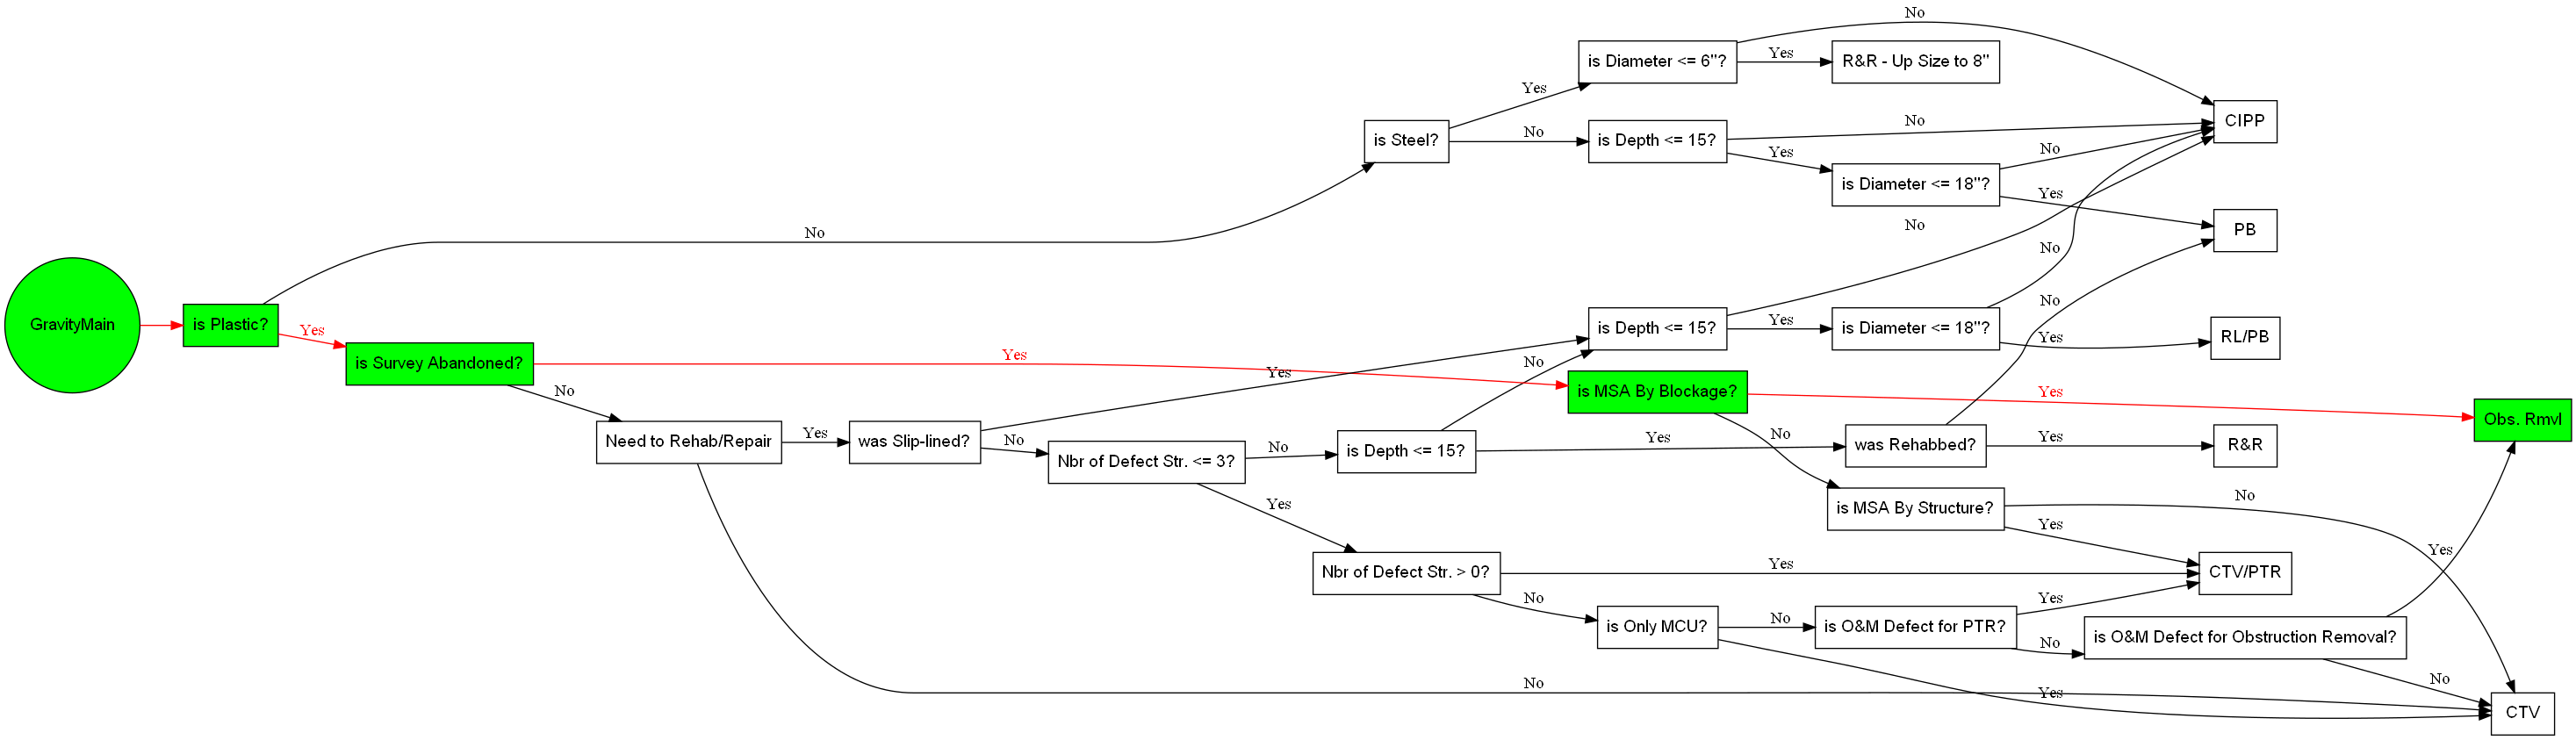 No
is Diameter <= 6"?
Yes
R&R - Up Size to 8"
Yes
is Steel?
No
is Depth <= 15?
No
CIPP
Yes
No
is Diameter <= 18"?
Yes
No
No
PB
No
No
GravityMain
is Plastic?
Yes
is Depth <= 15?
Yes
is Diameter <= 18"?
Yes
RL/PB
is Survey Abandoned?
Yes
Yes
No
is MSA By Blockage?
Yes
Obs. Rmvl
No
Need to Rehab/Repair
Yes
was Slip-lined?
No
Nbr of Defect Str. <= 3?
No
is Depth <= 15?
Yes
was Rehabbed?
Yes
R&R
No
Yes
is MSA By Structure?
No
Yes
Yes
Nbr of Defect Str. > 0?
Yes
CTV/PTR
No
is Only MCU?
No
is O&M Defect for PTR?
Yes
No
is O&M Defect for Obstruction Removal?
No
No
Yes
CTV